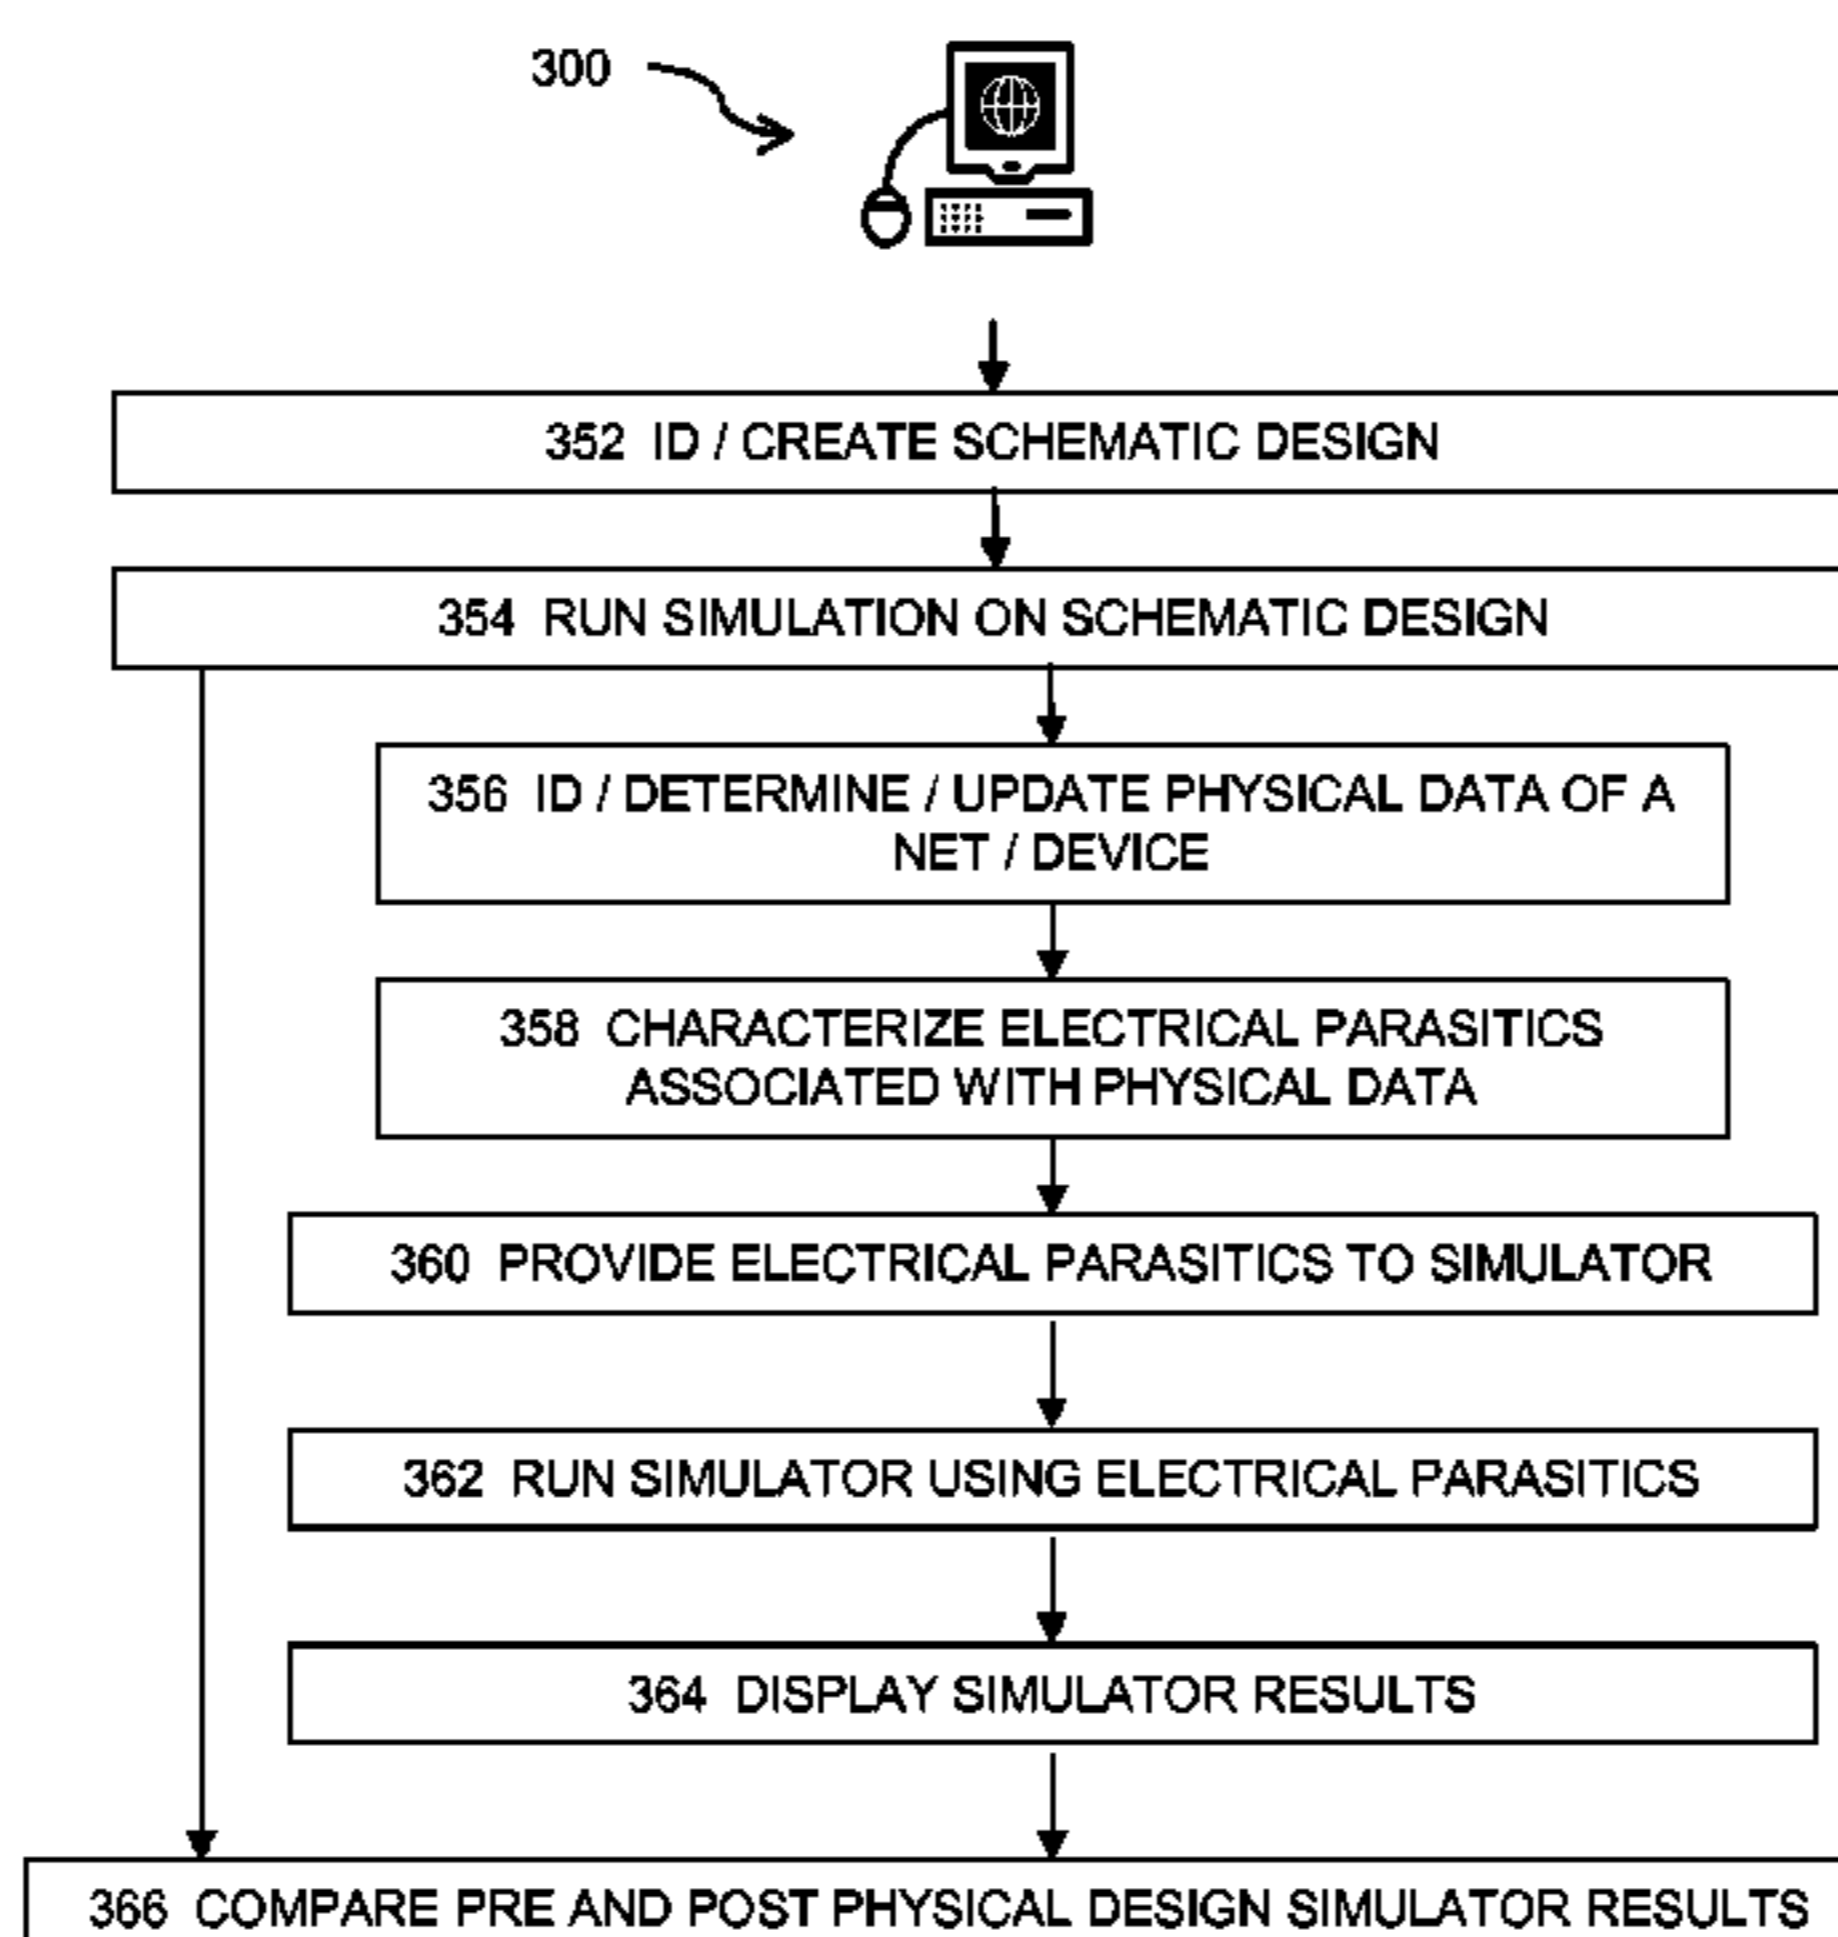 300
352 ID / CREATE SCHEMATIC DESIGN
354 RUN SIMULATION ON SCHEMATIC DESIGN
356 ID / DETERMINE / UPDATE PHYSICAL DATA OF A
NET / DEVICE
358 CHARACTERIZE ELECTRICAL PARASITICS
ASSOCIATED WITH PHYSICAL DATA
360 PROVIDE ELECTRICAL PARASITICS TO SIMULATOR
362 RUN SIMULATOR USING ELECTRICAL PARASITICS
364 DISPLAY SIMULATOR RESULTS
366 COMPARE PRE AND POST PHYSICAL DESIGN SIMULATOR RESULTS